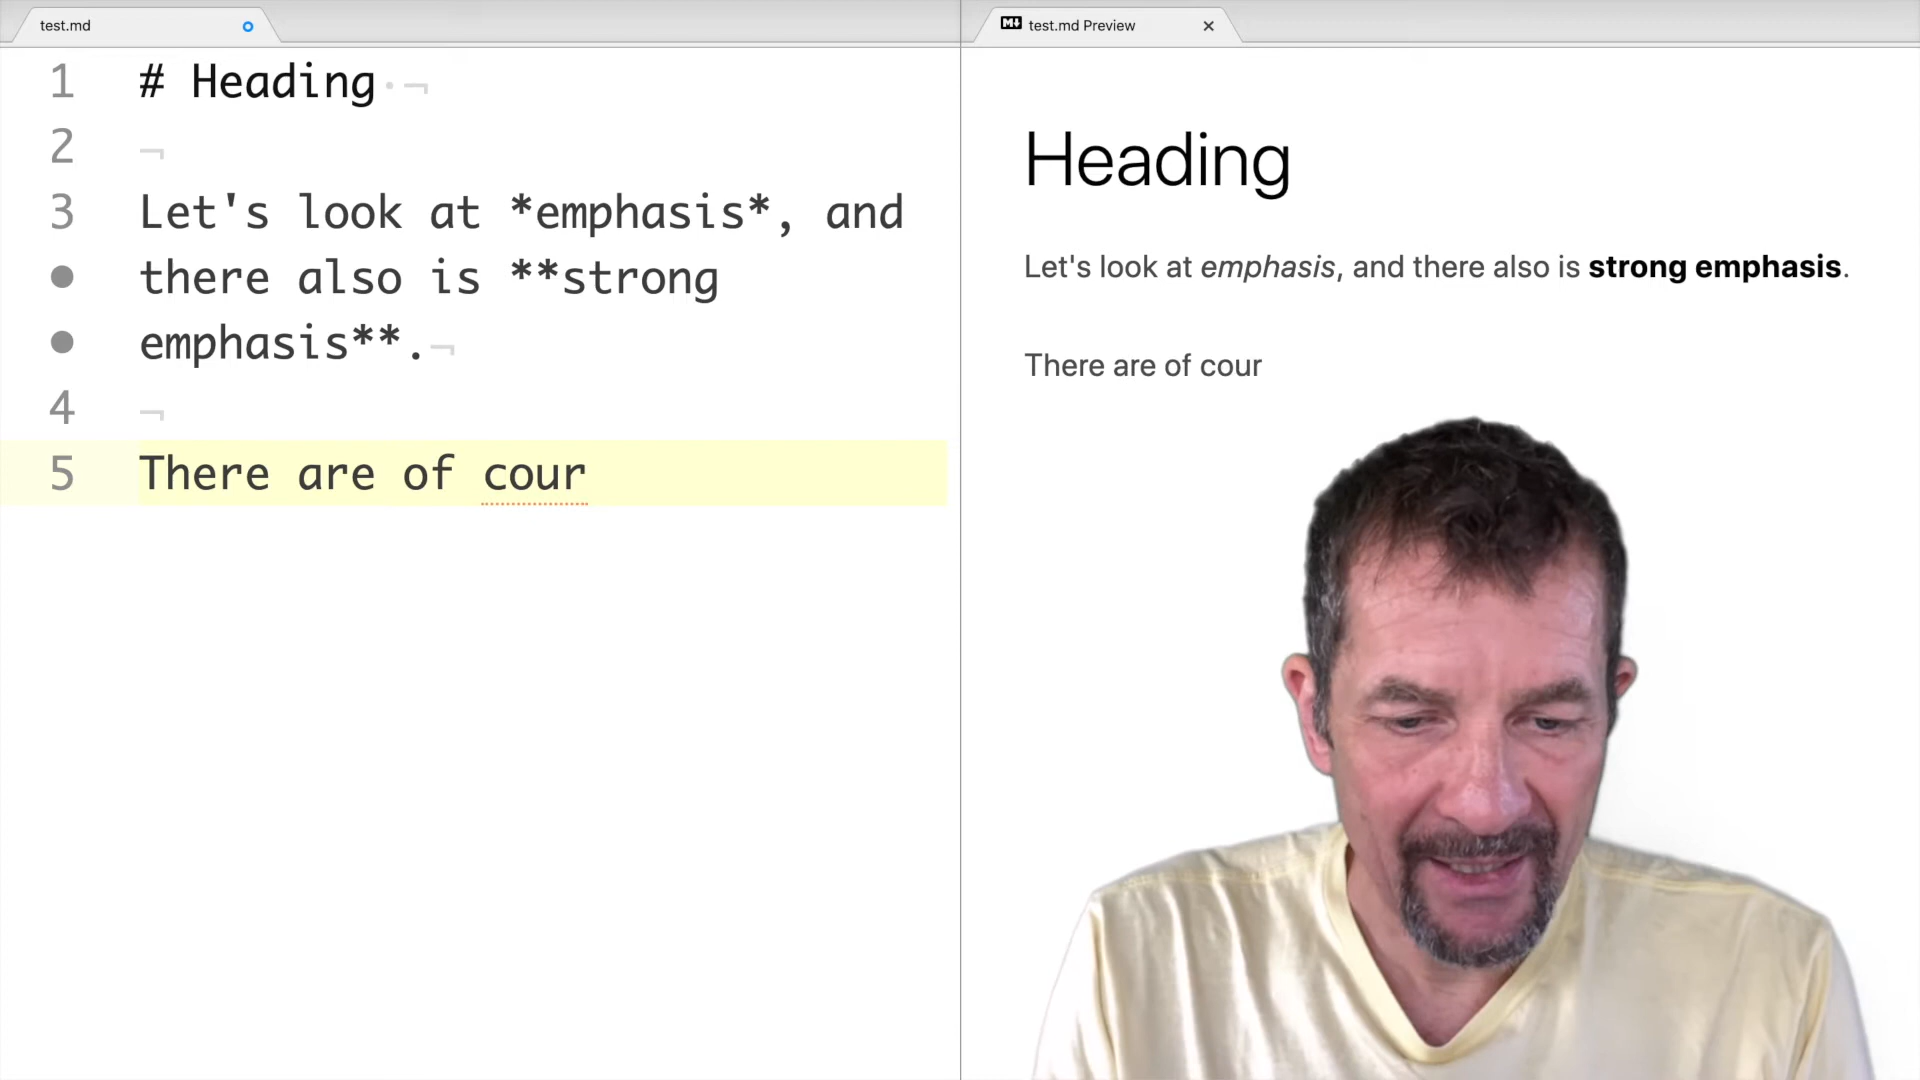 test.md
test.md Preview
1 # Heading
2
3 Let's look at *emphasis*, and
there also is **strong
emphasis**.
4
5 There are of cour
Heading
Let's look at emphasis, and there also is strong emphasis.
There are of cour